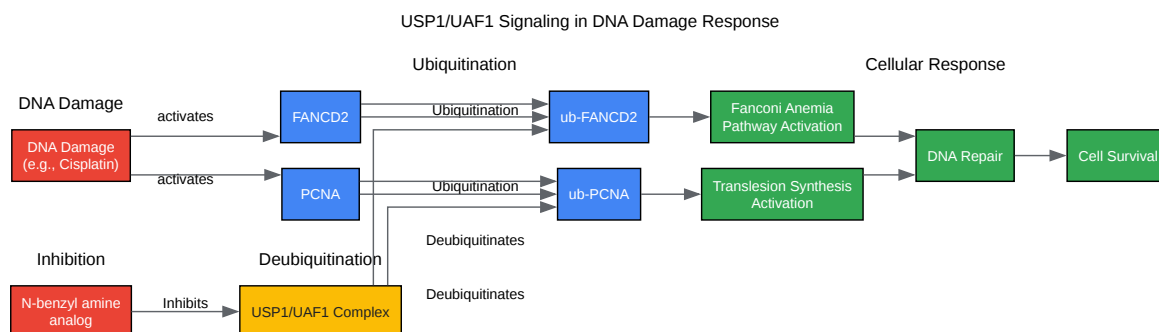 USP1/UAF1 Signaling in DNA Damage Response
Ubiquitination
Cellular Response
DNA Damage
activates
FANCD2
Ubiquitination
ub-FANCD2
Fanconi Anemia
Pathway Activation
DNA Damage
(e.g., Cisplatin)
DNA Repair
Cell Survival
activates
PCNA
Ubiquitination
ub-PCNA
Translesion Synthesis
Activation
Deubiquitinates
Inhibition
Deubiquitination
N-benzyl amine
analog
Inhibits
USP1/UAF1 Complex
Deubiquitinates